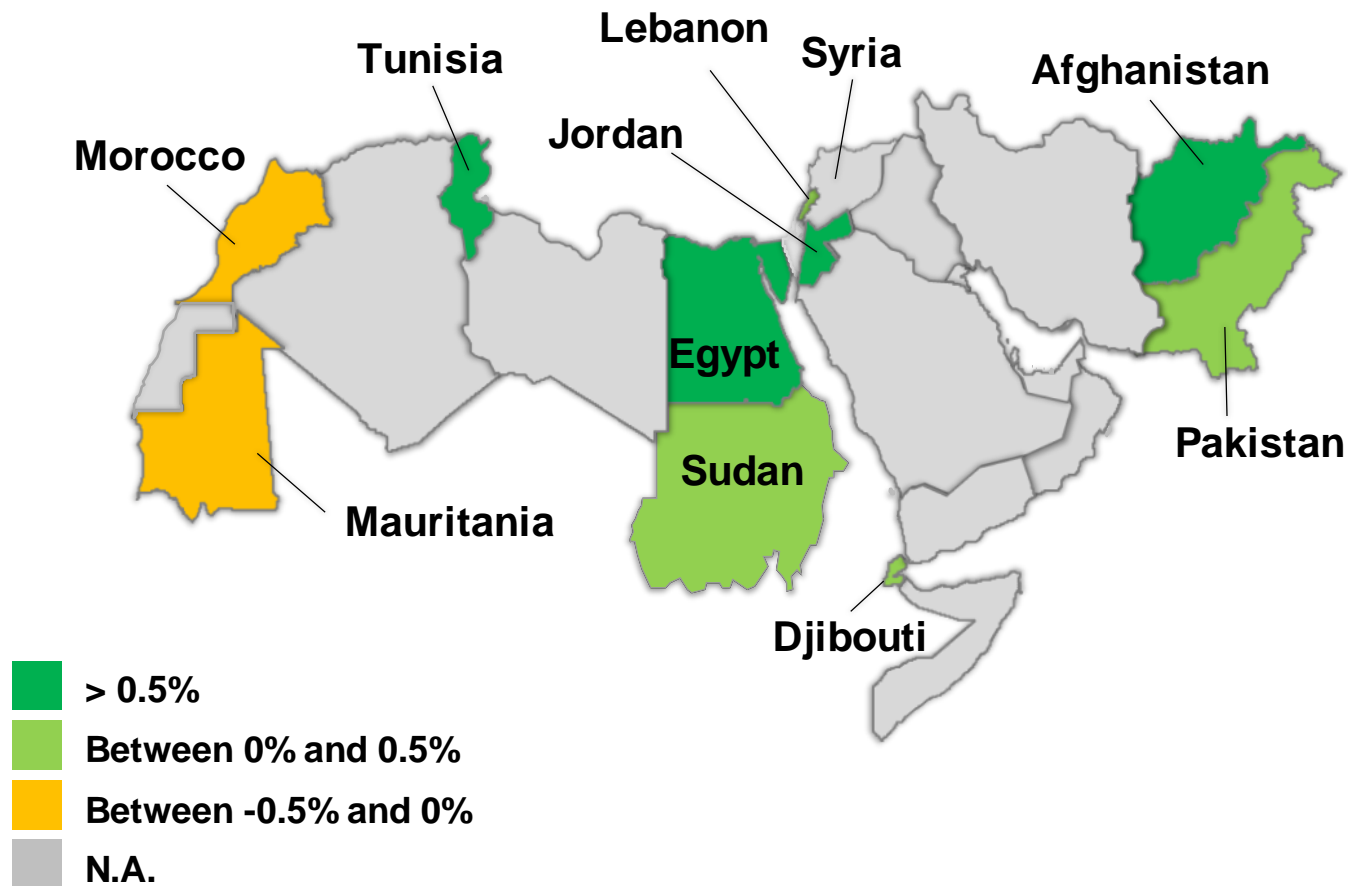 Lebanon
Tunisia
Syria
Afghanistan
Jordan
Morocco
Egypt
Pakistan
Sudan
Mauritania
Djibouti
> 0.5%
Between 0% and 0.5%
Between -0.5% and 0%
N.A.